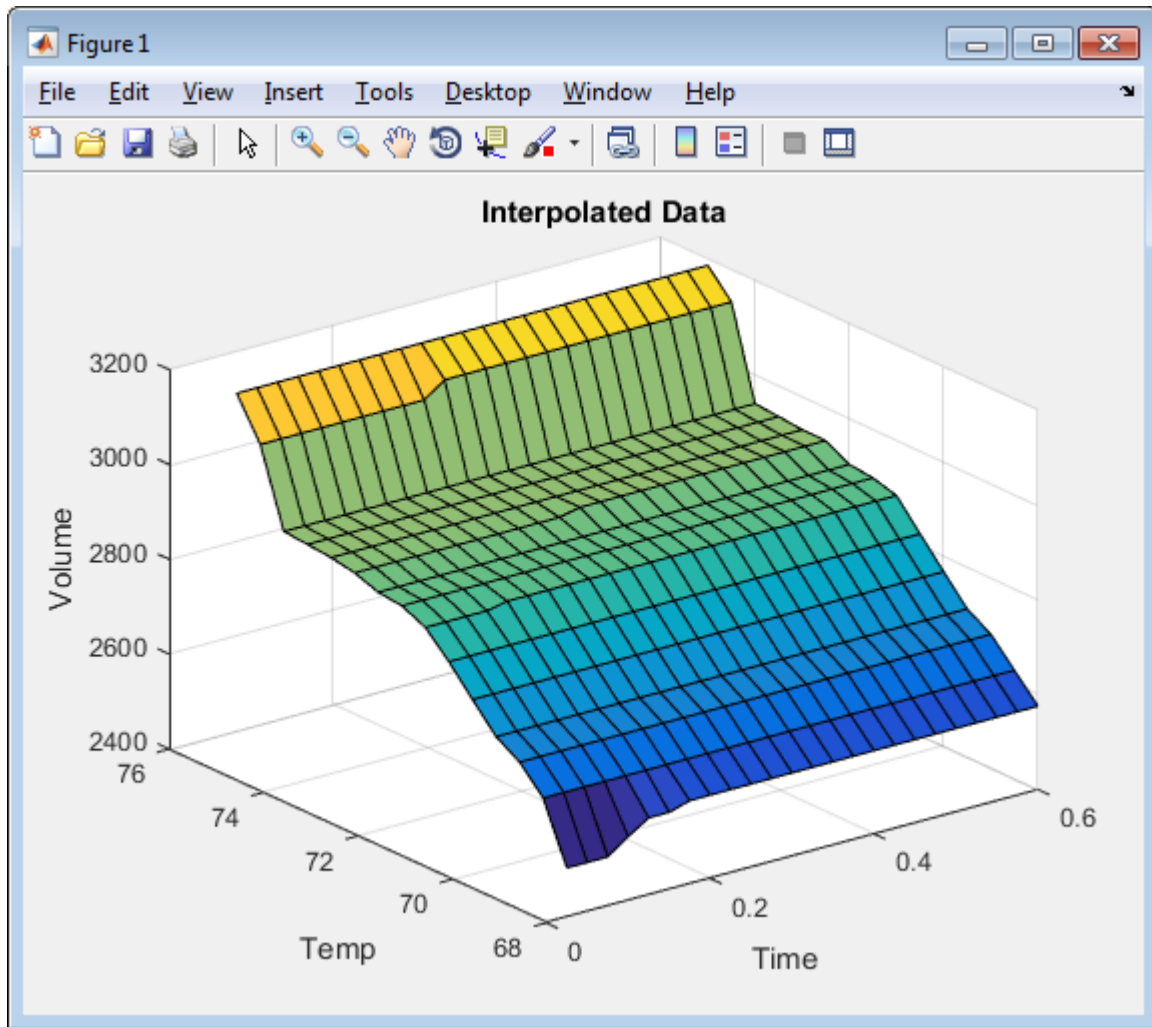 Figure 1
File Edit View Insert Tools Desktop Window Help
Interpolated Data
3200
3000
2800
2600
2400
Volume
76
74
72
70
68
Temp
0
0.2
0.4
0.6
Time